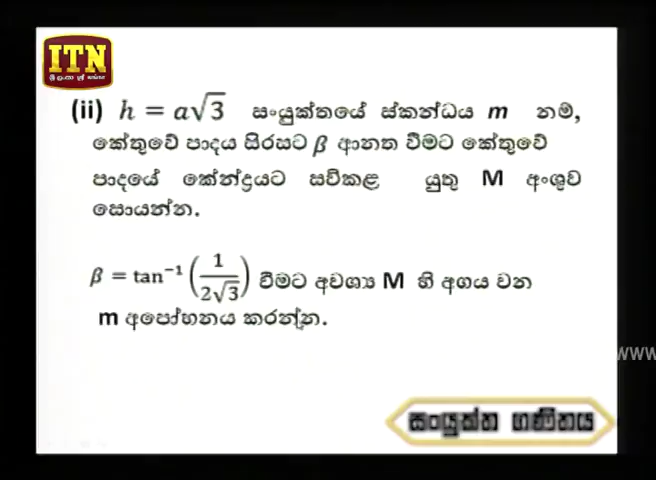 ITN
(ii) h = a√3 සංයුක්තයේ ස්කන්ධය m නම්,
කේතුවේ පාදය සිරසට β ආනත වීමට කේතුවේ
පාදයේ කේන්ද්‍රයට සවිකළ යුතු M අංශුව
සොයන්න.
β = tan⁻¹ (1/2√3) වීමට අවශ්‍ය M හි අගය වන
m අපෝහනය කරන්න.
www
සංයුක්ත ගණිතය